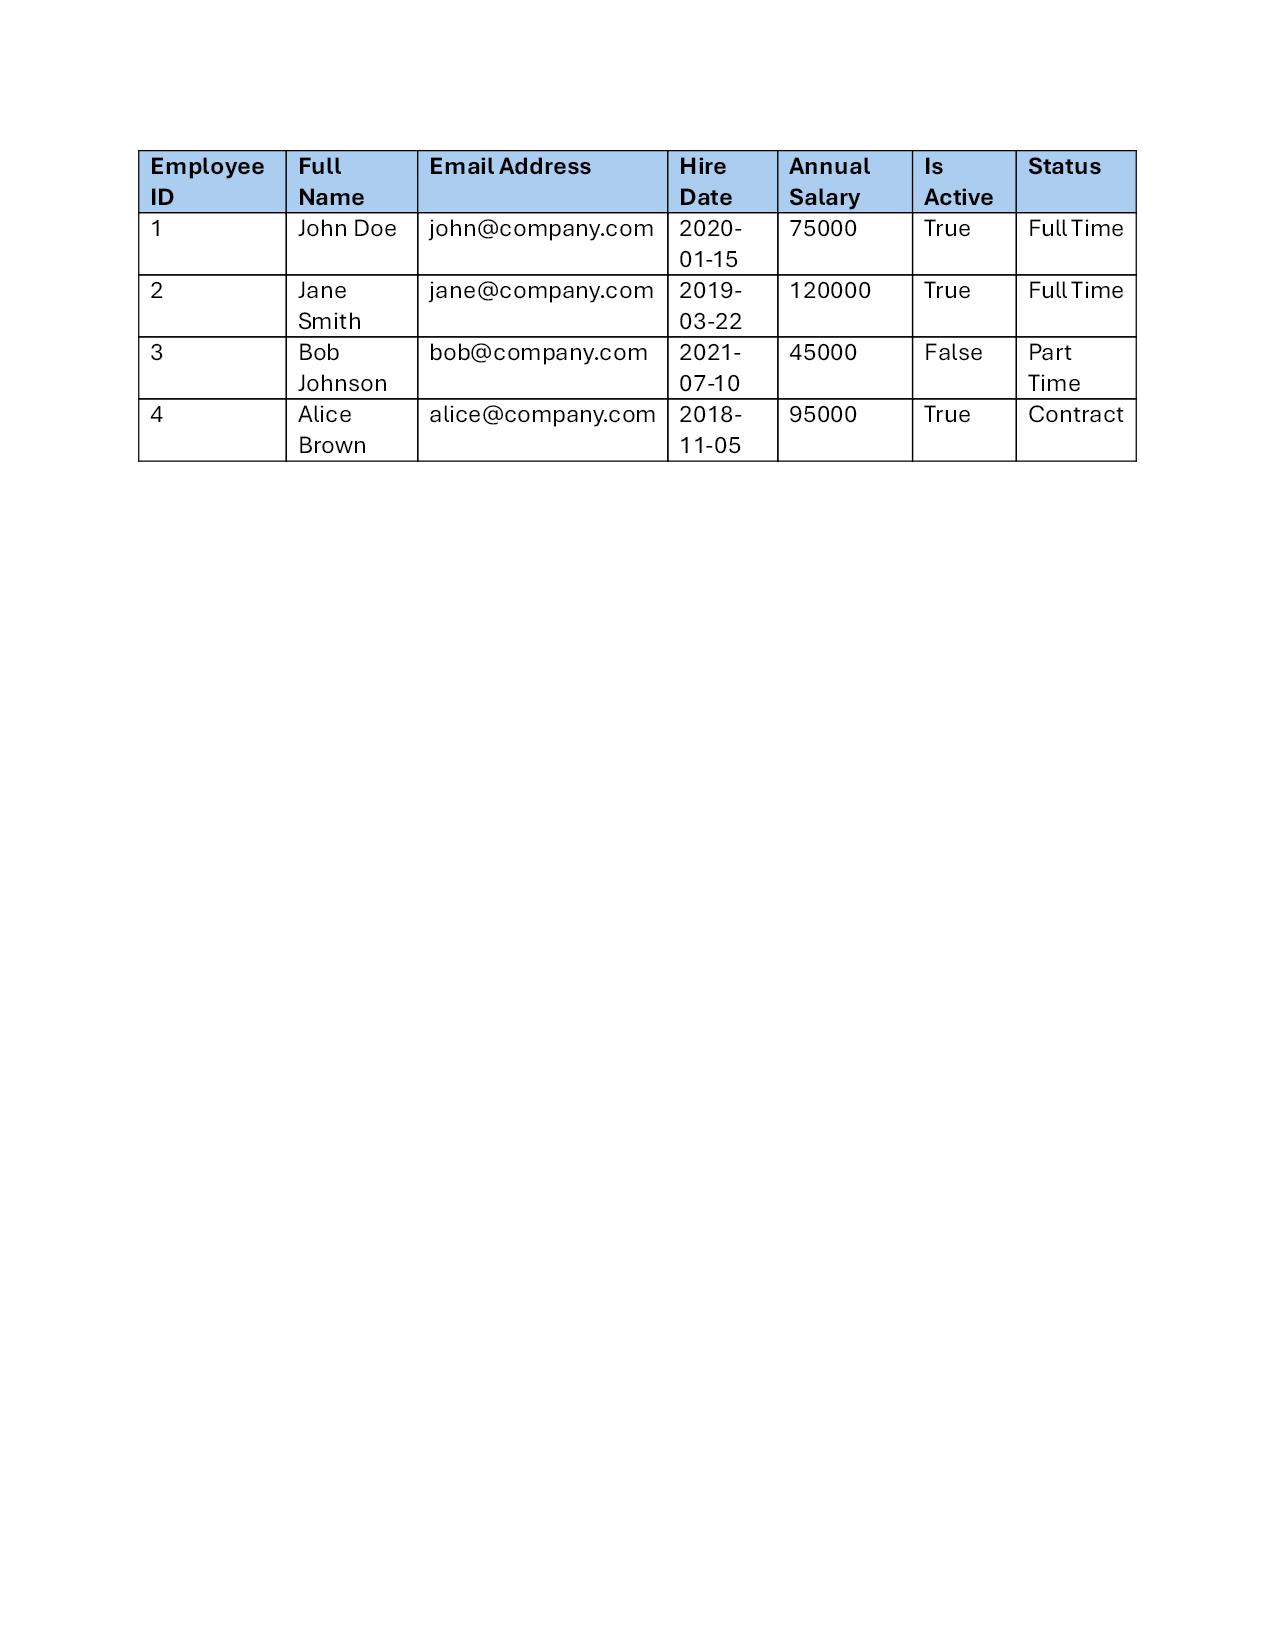 Employee ID | Full Name | Email Address | Hire Date | Annual Salary | Is Active | Status
1 | John Doe | john@company.com | 2020-01-15 | 75000 | True | Full Time
2 | Jane Smith | jane@company.com | 2019-03-22 | 120000 | True | Full Time
3 | Bob Johnson | bob@company.com | 2021-07-10 | 45000 | False | Part Time
4 | Alice Brown | alice@company.com | 2018-11-05 | 95000 | True | Contract